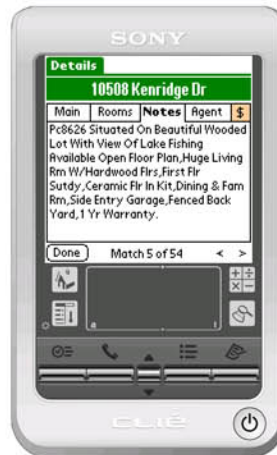 SONY
Details
10508 Kenridge Dr
Main Rooms Notes Agent $
Pc8626 Situated On Beautiful Wooded
Lot With View Of Lake Fishing
Available Open Floor Plan,Huge Living
Rm W/Hardwood Flrs,First Flr
Sutdy,Ceramic Flr In Kit,Dining & Fam
Rm,Side Entry Garage,Fenced Back
Yard,1 Yr Warranty.
Done Match 5 of 54 < >
a 1
CLIÉ